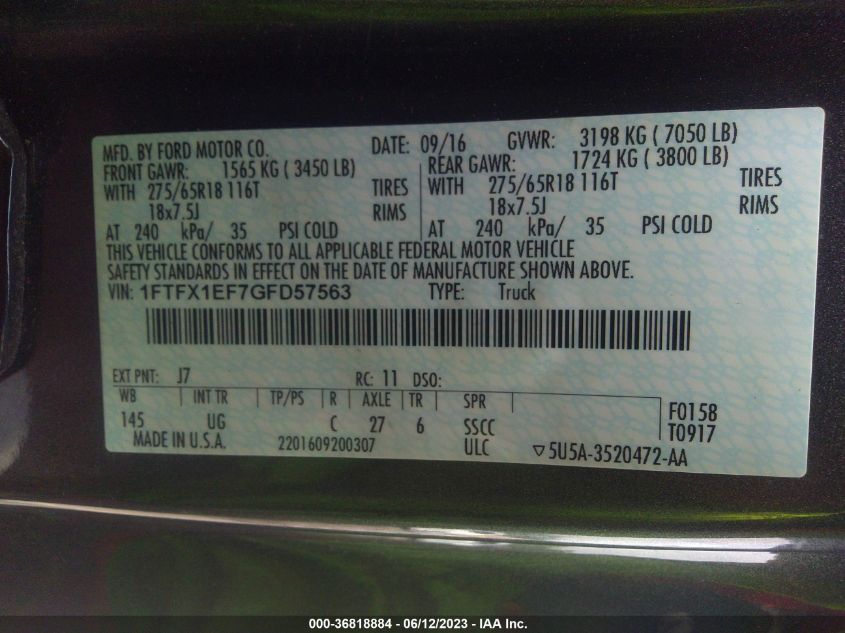 MFD. BY FORD MOTOR CO. DATE: 09/16 GVWR: 3198 KG ( 7050 LB)
FRONT GAWR: 1565 KG ( 3450 LB) REAR GAWR: 1724 KG ( 3800 LB)
WITH 275/65R18 116T TIRES WITH 275/65R18 116T TIRES
18x7.5J RIMS 18x7.5J RIMS
AT 240 kPa/ 35 PSI COLD AT 240 kPa/ 35 PSI COLD
THIS VEHICLE CONFORMS TO ALL APPLICABLE FEDERAL MOTOR VEHICLE
SAFETY STANDARDS IN EFFECT ON THE DATE OF MANUFACTURE SHOWN ABOVE.
VIN: 1FTFX1EF7GFD57563 TYPE: Truck
EXT PNT: J7 RC: 11 DSO:
WB INT TR TP/PS R AXLE TR SPR
145 UG C 27 6 SSCC F0158
MADE IN U.S.A. 2201609200307 ULC T0917
▽5U5A-3520472-AA
000-36818884 - 06/12/2023 - IAA Inc.